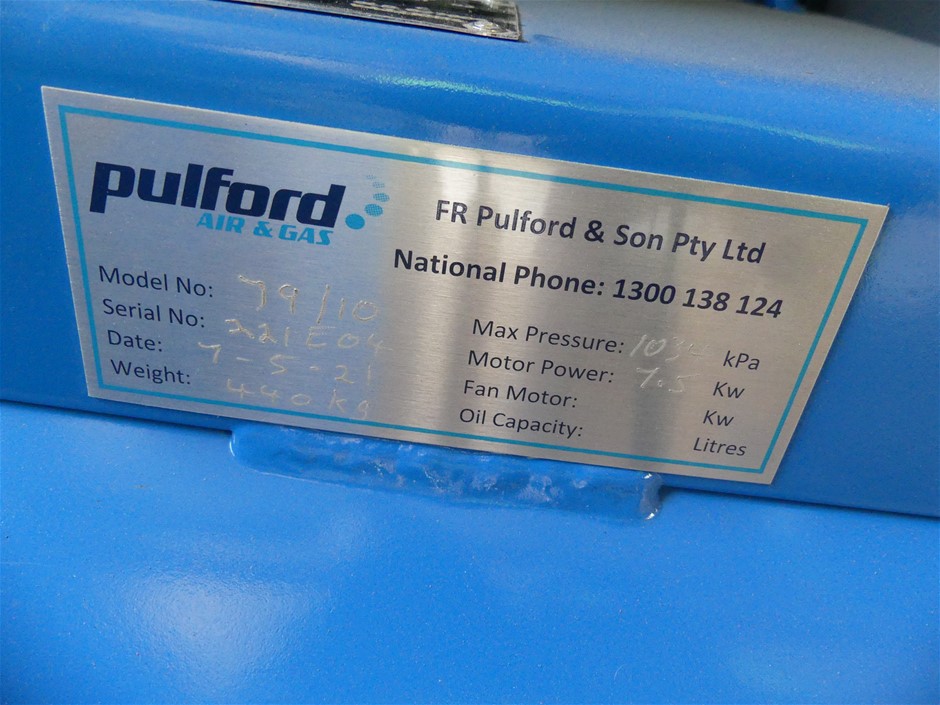 pulford
AIR & GAS
FR Pulford & Son Pty Ltd
National Phone: 1300 138 124
Model No: 79/10
Serial No: 221E04
Date: 7-5-21
Weight: 440kg
Max Pressure: 1034 kPa
Motor Power: 7.5 Kw
Fan Motor: Kw
Oil Capacity: Litres